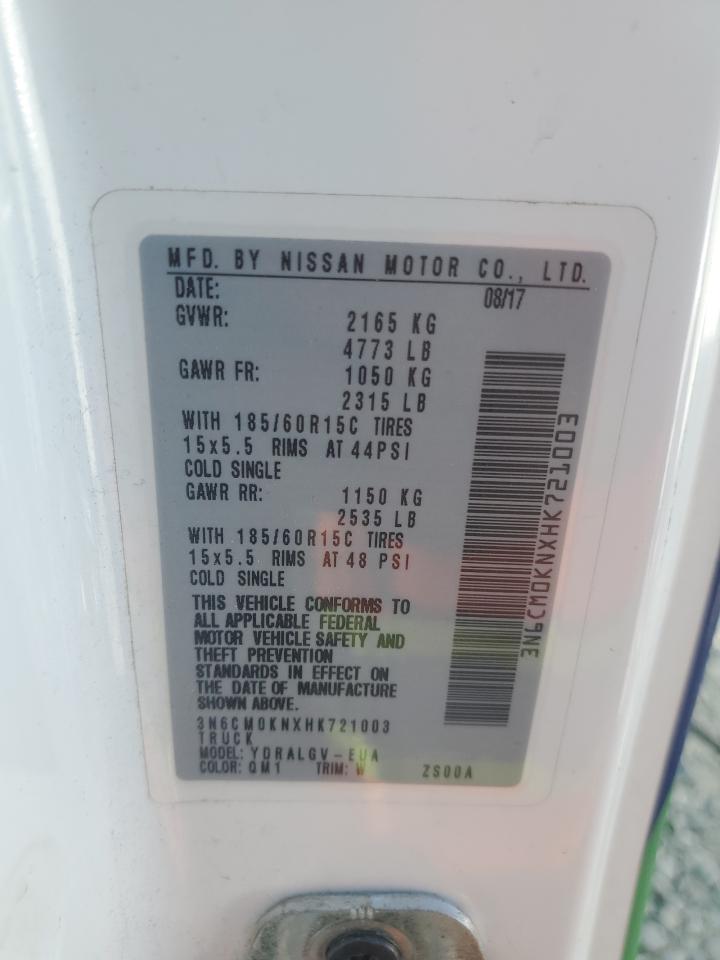 MFD. BY NISSAN MOTOR CO., LTD.
DATE: 08/17
GVWR: 2165 KG
4773 LB
GAWR FR: 1050 KG
2315 LB
WITH 185/60R15C TIRES
15x5.5 RIMS AT 44PSI
COLD SINGLE
GAWR RR: 1150 KG
2535 LB
WITH 185/60R15C TIRES
15x5.5 RIMS AT 48 PSI
COLD SINGLE
THIS VEHICLE CONFORMS TO
ALL APPLICABLE FEDERAL
MOTOR VEHICLE SAFETY AND
THEFT PREVENTION
STANDARDS IN EFFECT ON
THE DATE OF MANUFACTURE
SHOWN ABOVE.
3N6CM0KNXHK721003
TRUCK
MODEL: YDRALGV-EUA
COLOR: QM1 TRIM: W ZS00A
3N6CM0KNXHK721003